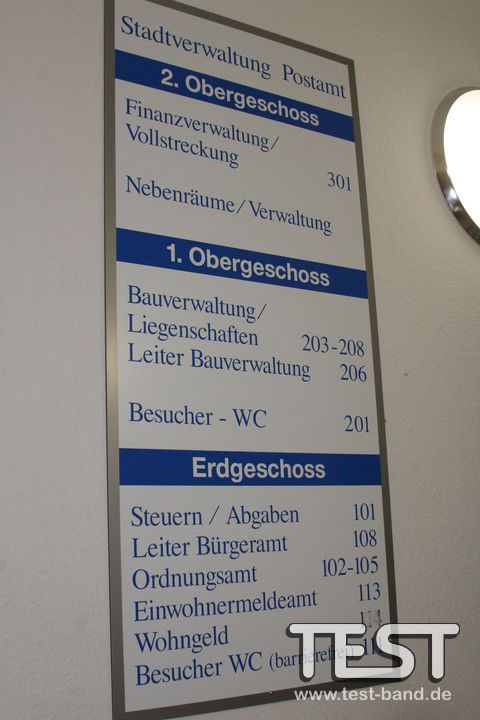 Stadtverwaltung Postamt
2. Obergeschoss
Finanzverwaltung/
Vollstreckung 301
Nebenräume/Verwaltung
1. Obergeschoss
Bauverwaltung/
Liegenschaften 203-208
Leiter Bauverwaltung 206
Besucher - WC 201
Erdgeschoss
Steuern / Abgaben 101
Leiter Bürgeramt 108
Ordnungsamt 102-105
Einwohnermeldeamt 113
Wohngeld 114
Besucher WC (barrierefrei)
TEST
www.test-band.de